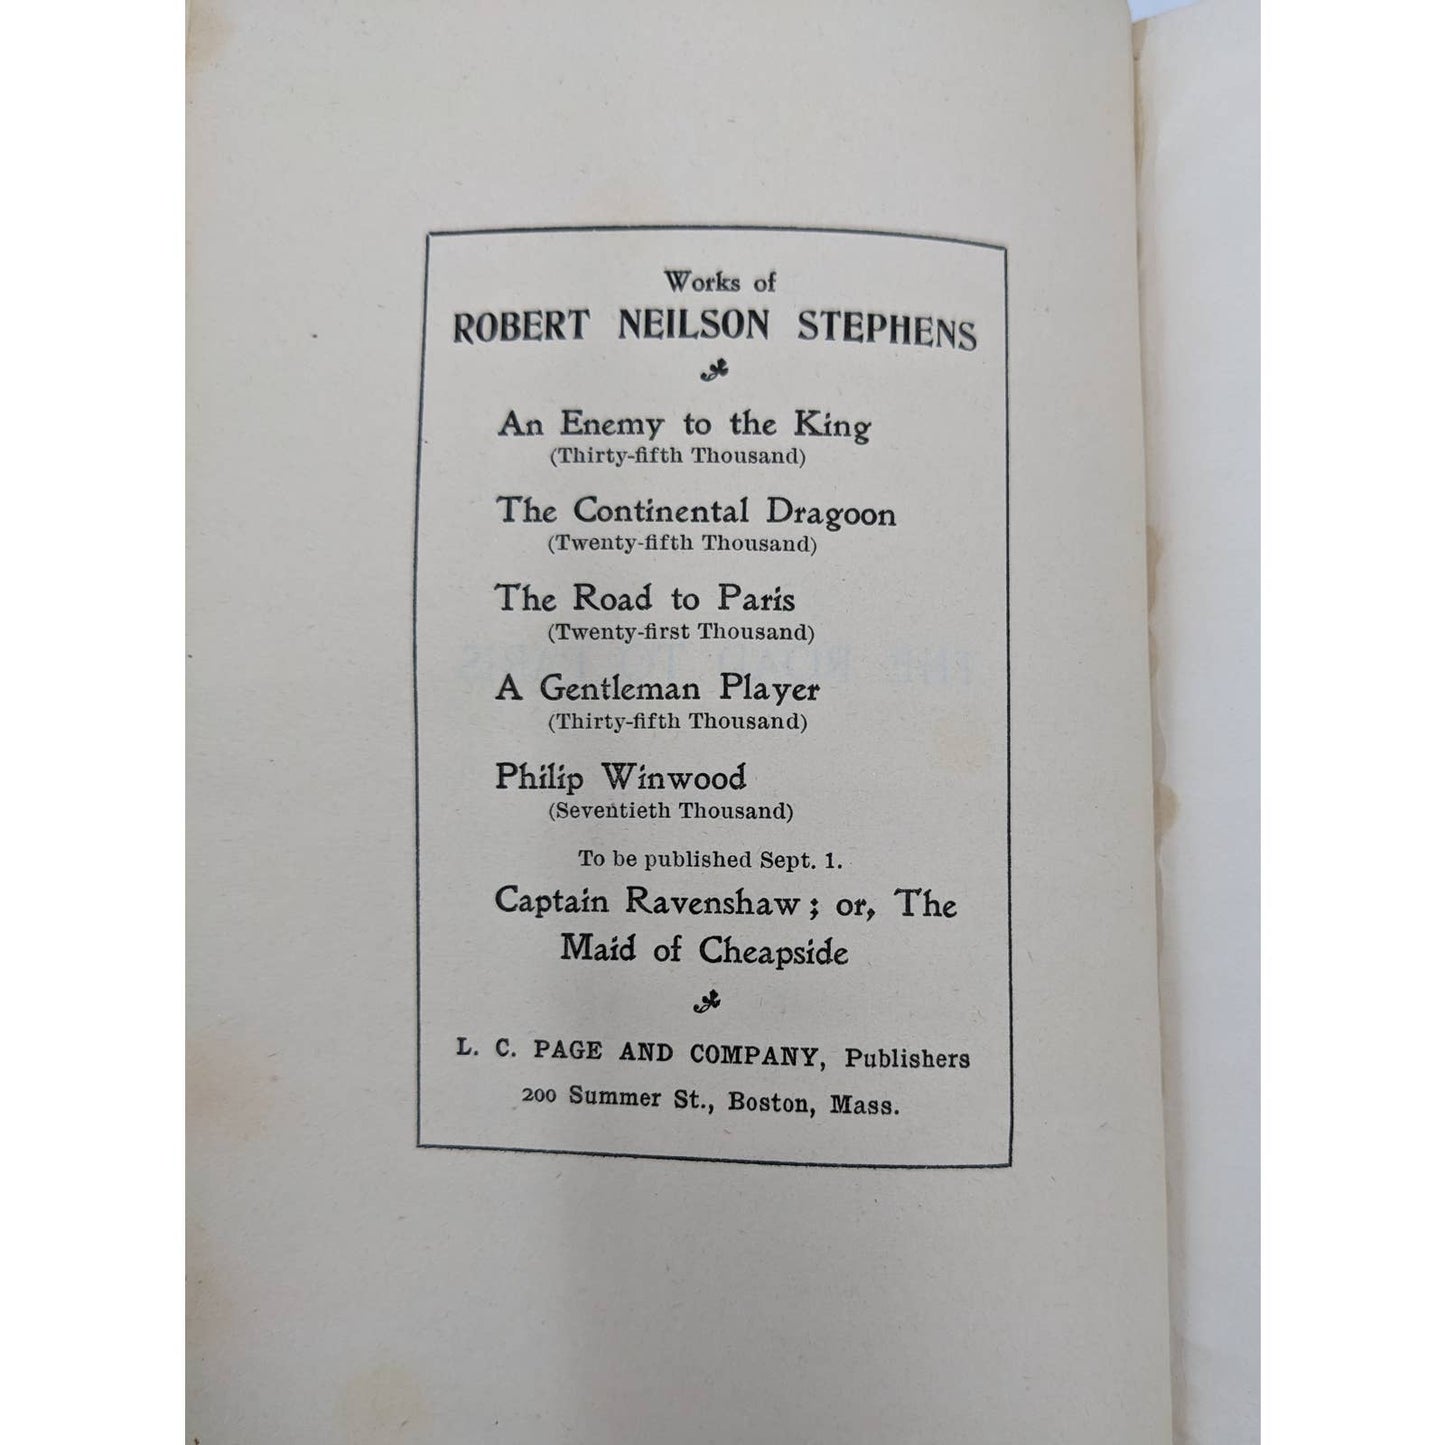 Works of
ROBERT NEILSON STEPHENS
An Enemy to the King
(Thirty-fifth Thousand)
The Continental Dragoon
(Twenty-fifth Thousand)
The Road to Paris
(Twenty-first Thousand)
A Gentleman Player
(Thirty-fifth Thousand)
Philip Winwood
(Seventieth Thousand)
To be published Sept. 1.
Captain Ravenshaw; or, The
Maid of Cheapside
L. C. PAGE AND COMPANY, Publishers
200 Summer St., Boston, Mass.